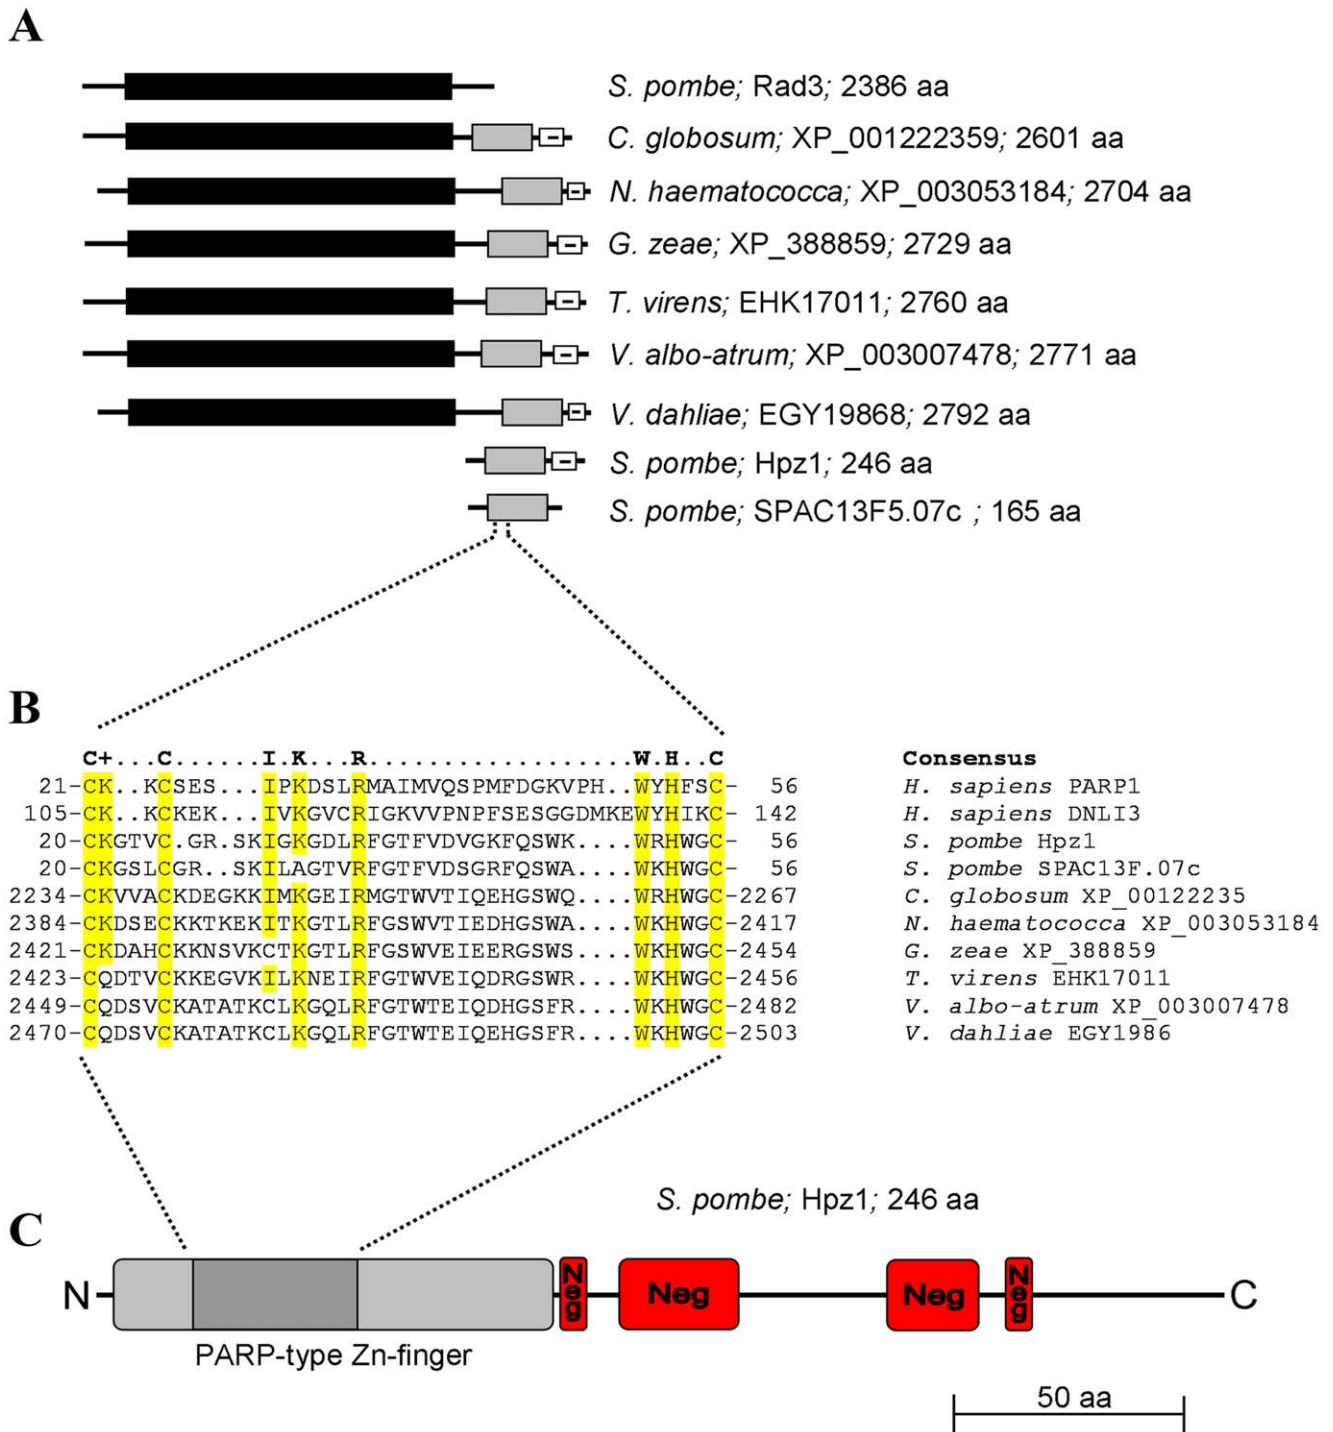 A
S. pombe; Rad3; 2386 aa
C. globosum; XP_001222359; 2601 aa
N. haematococca; XP_003053184; 2704 aa
G. zeae; XP_388859; 2729 aa
T. virens; EHK17011; 2760 aa
V. albo-atrum; XP_003007478; 2771 aa
V. dahliae; EGY19868; 2792 aa
S. pombe; Hpz1; 246 aa
S. pombe; SPAC13F5.07c ; 165 aa
B
C+...C......I.K...R..................W.H..C Consensus
21-CK..KCSES...IPKDSLRMAIMVQSPMFDGKVPH..WYHFSC- 56 H. sapiens PARP1
105-CK..KCKEK...IVKGVCRIGKVVPNPFSESGGDMKEWYHIKC- 142 H. sapiens DNLI3
20-CKGTVC.GR.SKIGKGDLRFGTFVDVGKFQSWK....WRHWGC- 56 S. pombe Hpz1
20-CKGSLCGR..SKILAGTVRFGTFVDSGRFQSWA....WKHWGC- 56 S. pombe SPAC13F.07c
2234-CKVVACKDEGKKIMKGEIRMGTWVTIQEHGSWQ....WRHWGC-2267 C. globosum XP_00122235
2384-CKDSECKKTKEKITKGTLRFGSWVTIQEHGSWA....WKHWGC-2417 N. haematococca XP_003053184
2421-CKDAHCKKNSVKCTKGTLRFGSWVEIEERGSWS....WKHWGC-2454 G. zeae XP_388859
2423-CQDTVCKKEGVKILKNEIRFGTWVEIQDRGSWR....WKHWGC-2456 T. virens EHK17011
2449-CQDSVCKATATKCLKGQLRFGTWTEIQDHGSFR....WKHWGC-2482 V. albo-atrum XP_003007478
2470-CQDSVCKATATKCLKGQLRFGTWTEIQEHGSFR....WKHWGC-2503 V. dahliae EGY1986
S. pombe; Hpz1; 246 aa
C
N Neg Neg Neg Neg C
PARP-type Zn-finger
50 aa